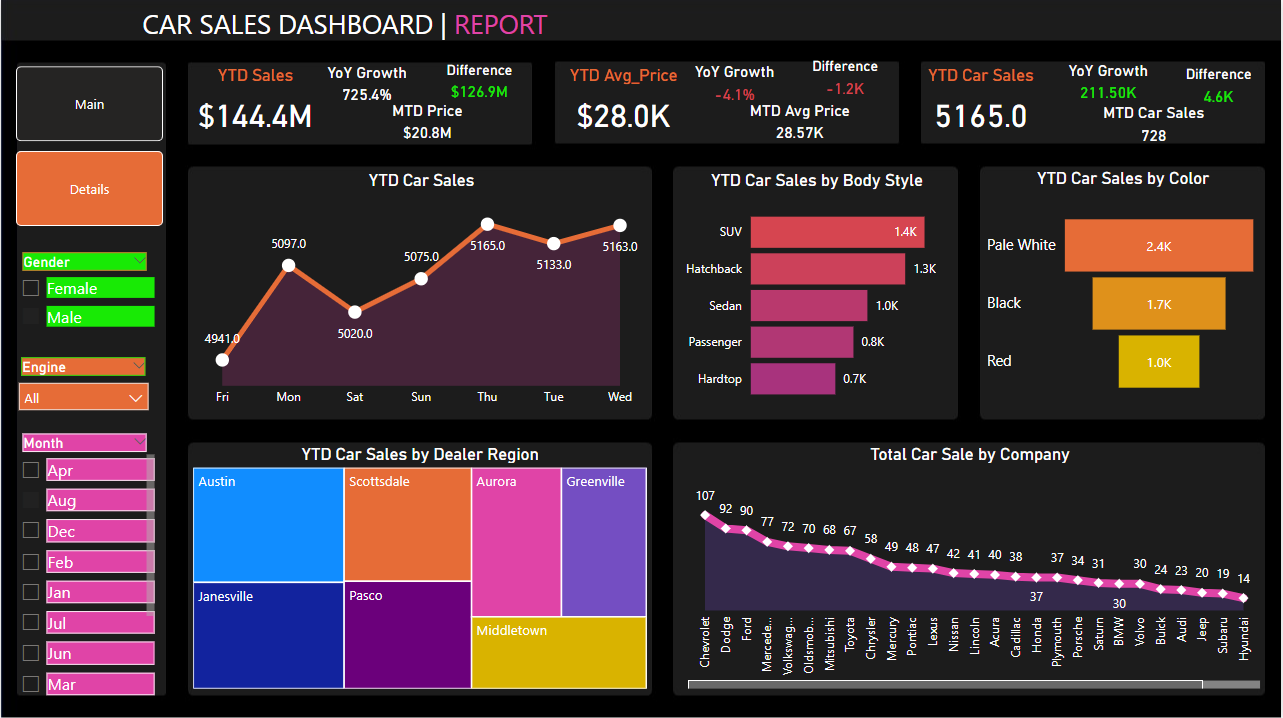 CAR SALES DASHBOARD | REPORT
Main
Details
Gender
Female
Male
Engine
All
Month
Apr
Aug
Dec
Feb
Jan
Jul
Jun
Mar
YTD Sales
$144.4M
YoY Growth
725.4%
Difference
$126.9M
MTD Price
$20.8M
YTD Avg_Price
$28.0K
YoY Growth
-4.1%
Difference
-1.2K
MTD Avg Price
28.57K
YTD Car Sales
5165.0
YoY Growth
211.50K
Difference
4.6K
MTD Car Sales
728
YTD Car Sales
4941.0
5097.0
5020.0
5075.0
5165.0
5133.0
5163.0
Fri Mon Sat Sun Thu Tue Wed
YTD Car Sales by Body Style
SUV 1.4K
Hatchback 1.3K
Sedan 1.0K
Passenger 0.8K
Hardtop 0.7K
YTD Car Sales by Color
Pale White 2.4K
Black 1.7K
Red 1.0K
YTD Car Sales by Dealer Region
Austin
Scottsdale
Aurora
Greenville
Janesville
Pasco
Middletown
Total Car Sale by Company
107 92 90 77 72 70 68 67 58 49 48 47 42 41 40 38 37 37 34 31 30 30 24 23 20 19 14
Chevrolet
Dodge
Ford
Mercede...
Volkswag...
Oldsmob...
Mitsubishi
Toyota
Chrysler
Mercury
Pontiac
Lexus
Nissan
Lincoln
Acura
Cadillac
Honda
Plymouth
Porsche
Saturn
BMW
Volvo
Buick
Audi
Jeep
Subaru
Hyundai